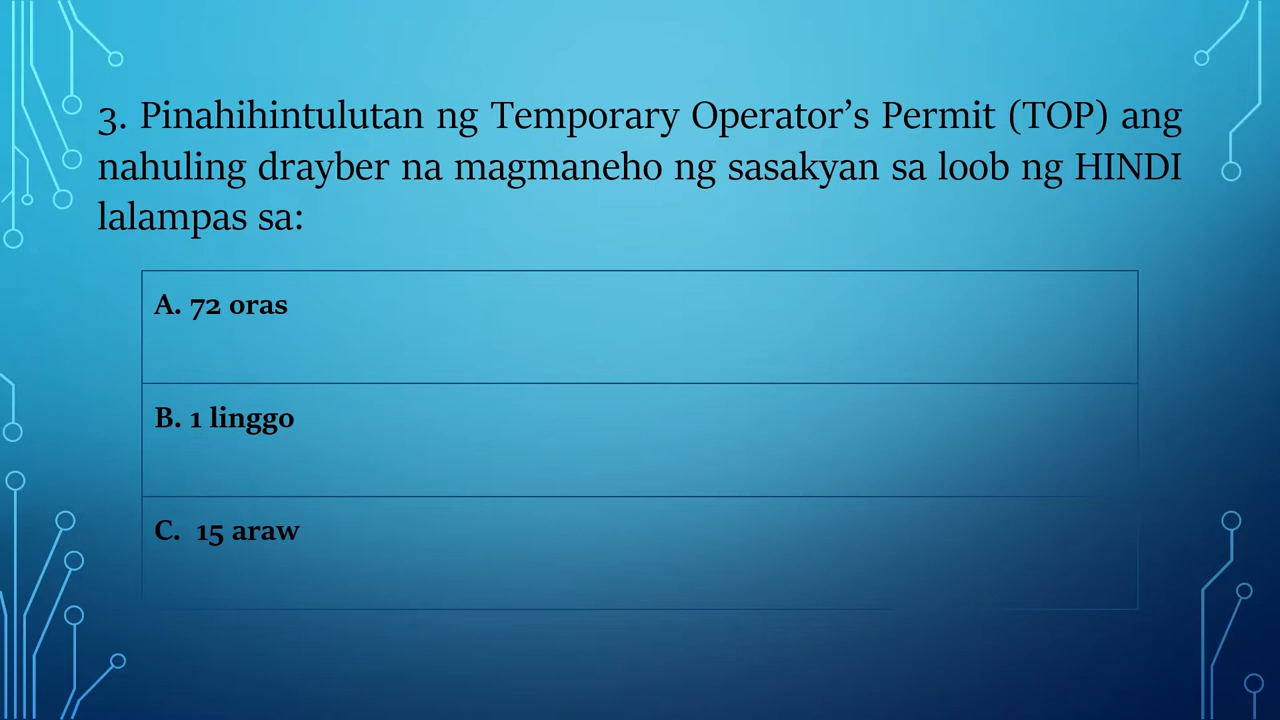 3. Pinahihintulutan ng Temporary Operator’s Permit (TOP) ang
nahuling drayber na magmaneho ng sasakyan sa loob ng HINDI
lalampas sa:
A. 72 oras
B. 1 linggo
C. 15 araw